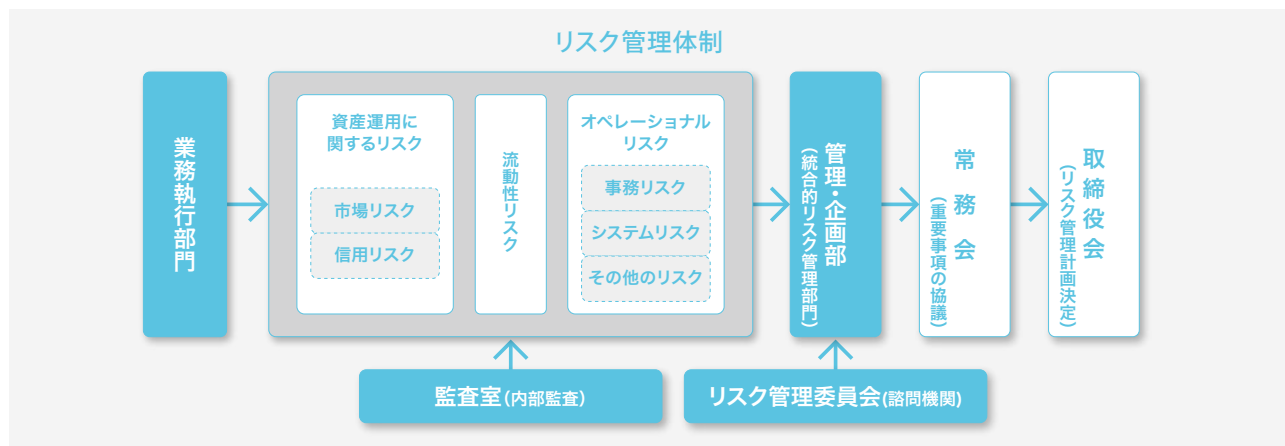 リスク管理体制
業務執行部門
資産運用に
関するリスク
市場リスク
信用リスク
流動性リスク
オペレーショナル
リスク
事務リスク
システムリスク
その他のリスク
管理・企画部
(統合的リスク管理部門)
常務会
(重要事項の協議)
取締役会
(リスク管理計画決定)
監査室(内部監査)
リスク管理委員会(諮問機関)